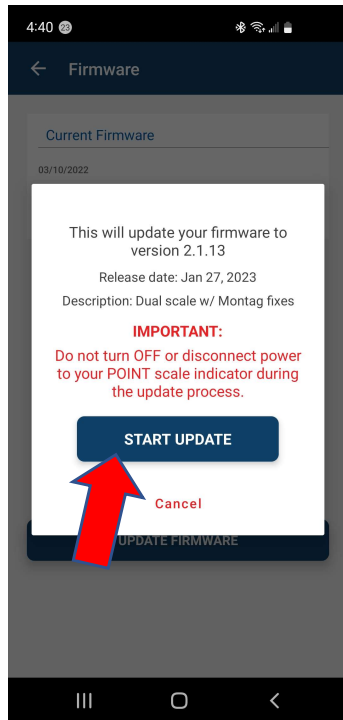 4:40 23
Firmware
Current Firmware
03/10/2022
This will update your firmware to
version 2.1.13
Release date: Jan 27, 2023
Description: Dual scale w/ Montag fixes
IMPORTANT:
Do not turn OFF or disconnect power
to your POINT scale indicator during
the update process.
START UPDATE
Cancel
UPDATE FIRMWARE